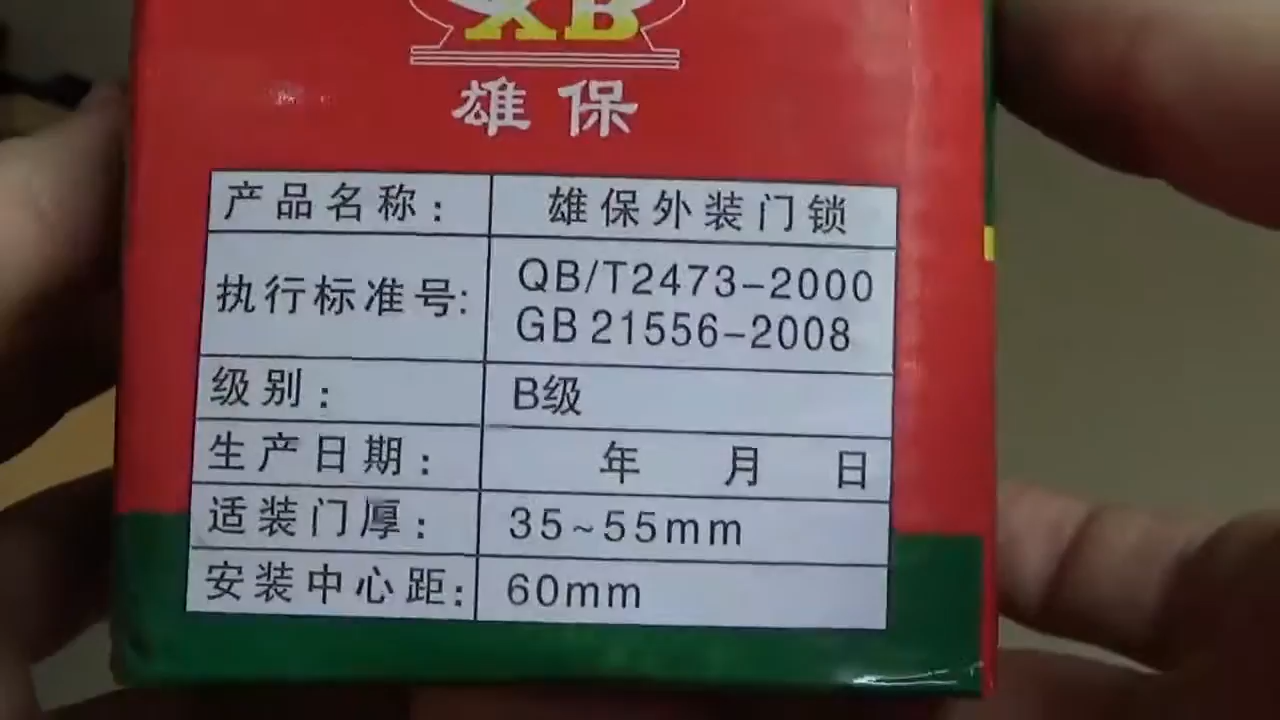 XB
雄保
产品名称： 雄保外装门锁
执行标准号: QB/T2473-2000
GB 21556-2008
级别： B级
生产日期： 年 月 日
适装门厚： 35~55mm
安装中心距: 60mm